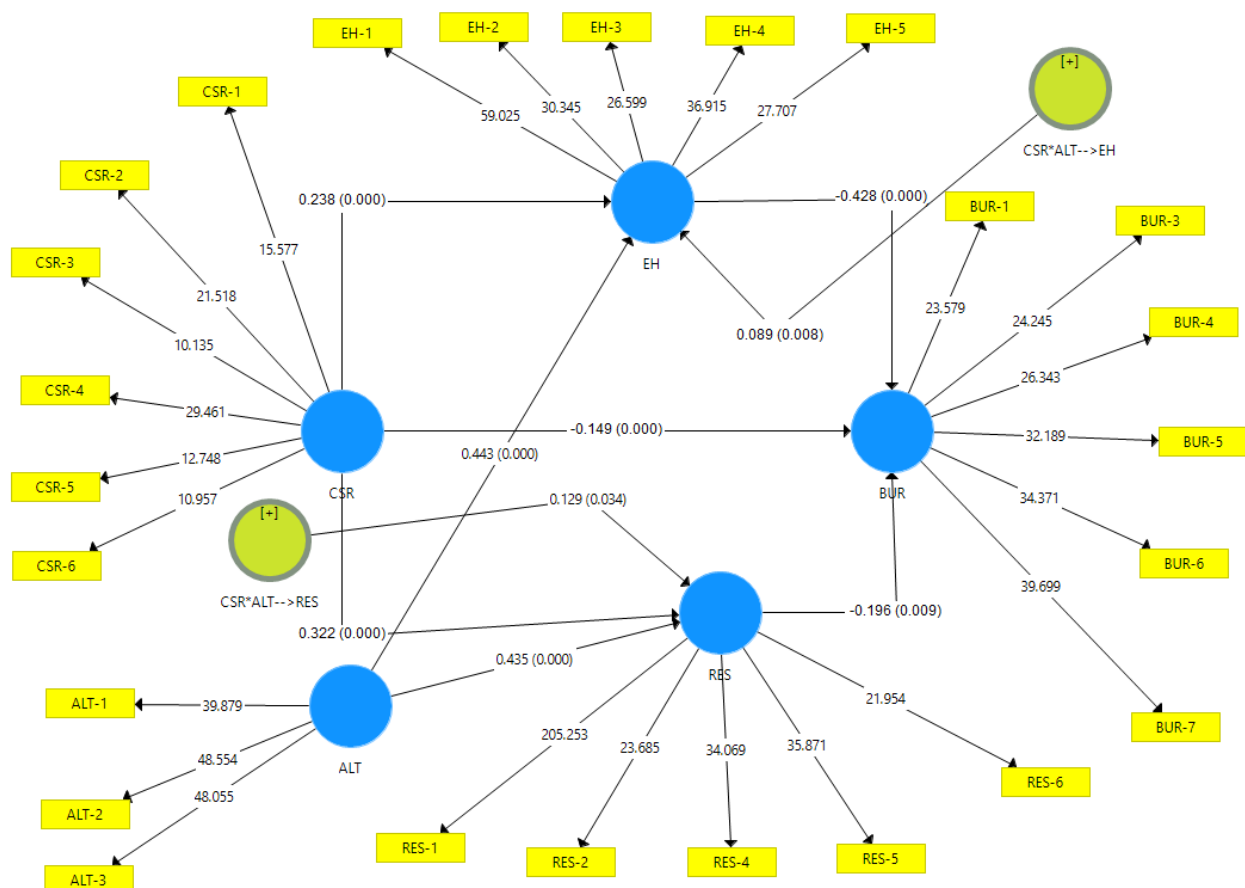 EH-1
EH-2
EH-3
EH-4
EH-5
[+]
CSR*ALT-->EH
CSR-1
CSR-2
CSR-3
CSR-4
CSR-5
CSR-6
59.025
30.345
26.599
36.915
27.707
15.577
21.518
10.135
29.461
12.748
10.957
0.238 (0.000)
EH
-0.428 (0.000)
0.089 (0.008)
BUR-1
BUR-3
BUR-4
BUR-5
BUR-6
BUR-7
23.579
24.245
26.343
32.189
34.371
39.699
CSR
-0.149 (0.000)
BUR
0.443 (0.000)
[+]
CSR*ALT-->RES
0.129 (0.034)
0.322 (0.000)
0.435 (0.000)
RES
-0.196 (0.009)
ALT-1
ALT-2
ALT-3
39.879
48.554
48.055
ALT
205.253
23.685
34.069
35.871
21.954
RES-1
RES-2
RES-4
RES-5
RES-6